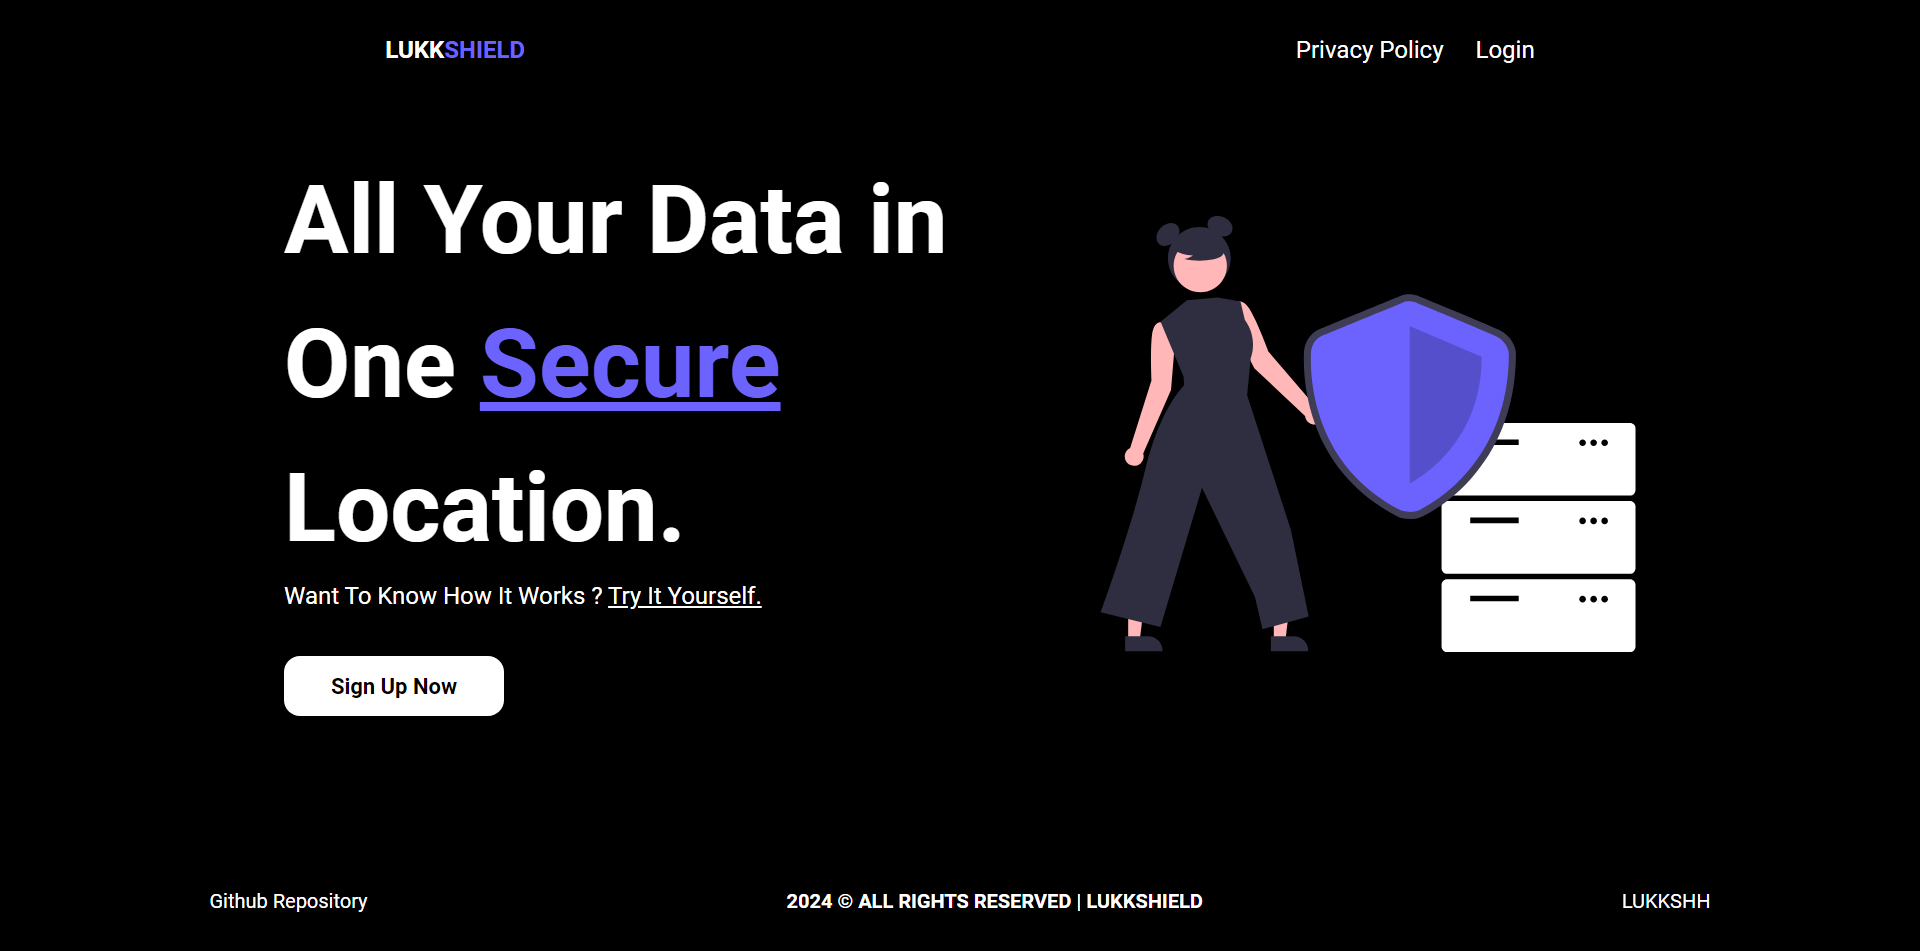 LUKKSHIELD
Privacy Policy
Login
All Your Data in
One Secure
Location.
Want To Know How It Works ? Try It Yourself.
Sign Up Now
Github Repository
2024 © ALL RIGHTS RESERVED | LUKKSHIELD
LUKKSHH